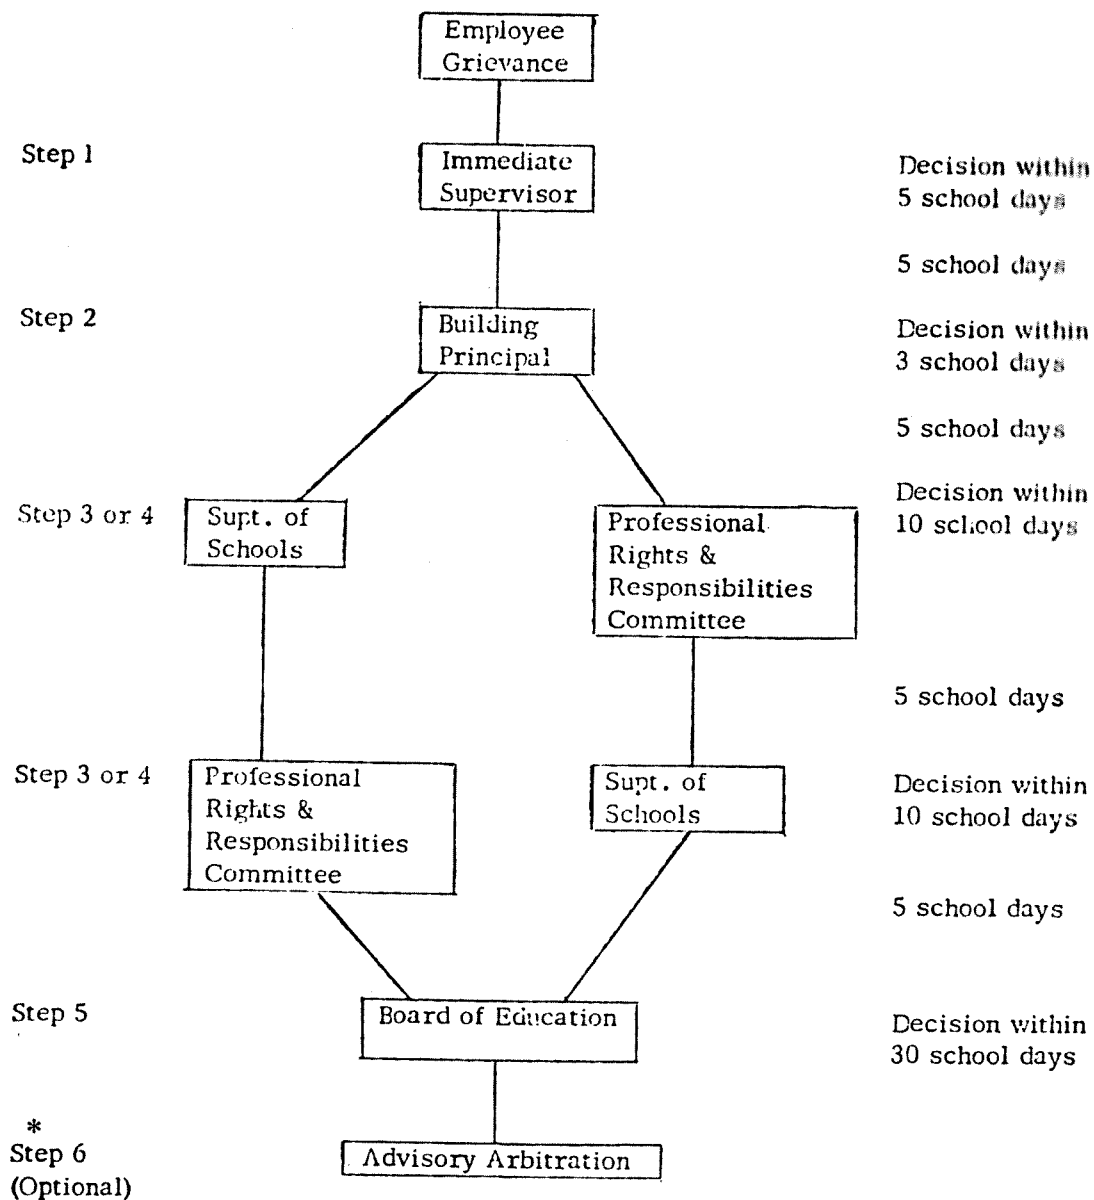 Employee
Grievance
Step 1
Immediate
Supervisor
Decision within
5 school days
5 school days
Step 2
Building
Principal
Decision within
3 school days
5 school days
Step 3 or 4
Supt. of
Schools
Professional
Rights &
Responsibilities
Committee
Decision within
10 school days
5 school days
Step 3 or 4
Professional
Rights &
Responsibilities
Committee
Supt. of
Schools
Decision within
10 school days
5 school days
Step 5
Board of Education
Decision within
30 school days
*
Step 6
(Optional)
Advisory Arbitration